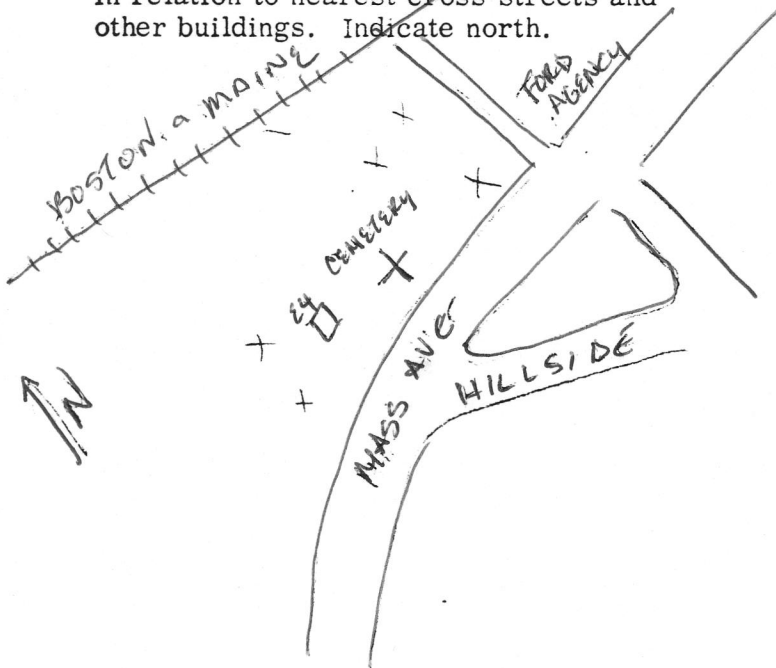 in relation to nearest cross streets and
other buildings. Indicate north.
BOSTON & MAINE
FORD
AGENCY
CEMETERY
E4
MASS AVE
HILLSIDE
N